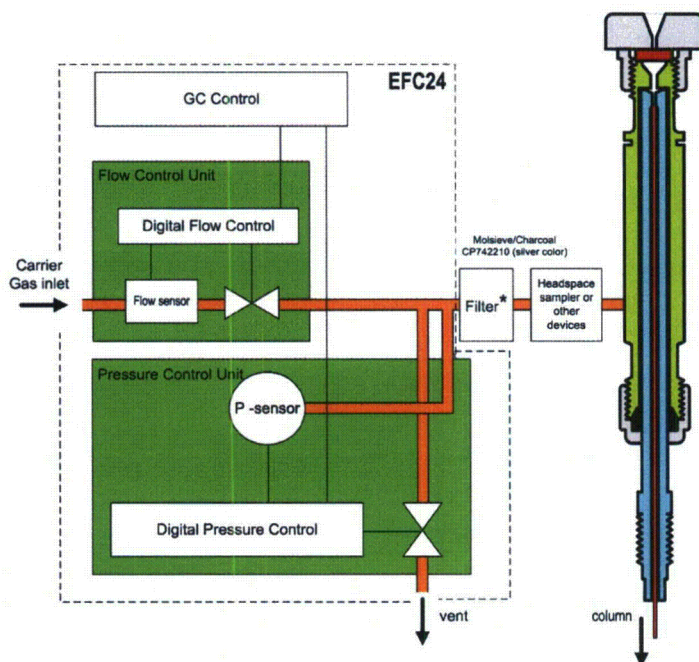 EFC24
GC Control
Flow Control Unit
Digital Flow Control
Molsieve/Charcoal
CP742210 (silver color)
Carrier
Gas inlet
Flow sensor
Filter*
Headspace
sampler or
other
devices
Pressure Control Unit
P -sensor
Digital Pressure Control
vent
column